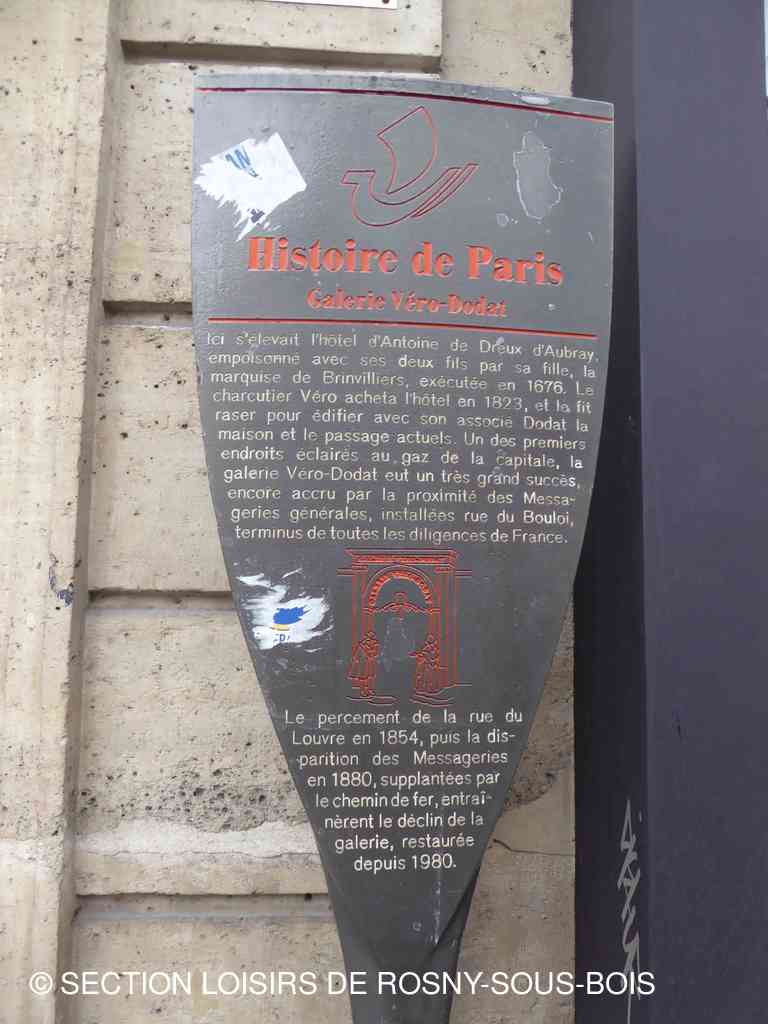 Histoire de Paris
Galerie Véro-Dodat
Ici s'élevait l'hôtel d'Antoine de Dreux d'Aubray,
empoisonné avec ses deux fils par sa fille, la
marquise de Brinvilliers, exécutée en 1676. Le
charcutier Véro acheta l'hôtel en 1823, et le fit
raser pour édifier avec son associé Dodat la
maison et le passage actuels. Un des premiers
endroits éclairés au gaz de la capitale, la
galerie Véro-Dodat eut un très grand succès,
encore accru par la proximité des Messa-
geries générales, installées rue du Bouloi,
terminus de toutes les diligences de France.
Le percement de la rue du
Louvre en 1854, puis la dis-
parition des Messageries
en 1880, supplantées par
le chemin de fer, entraî-
nèrent le déclin de la
galerie, restaurée
depuis 1980.
© SECTION LOISIRS DE ROSNY-SOUS-BOIS